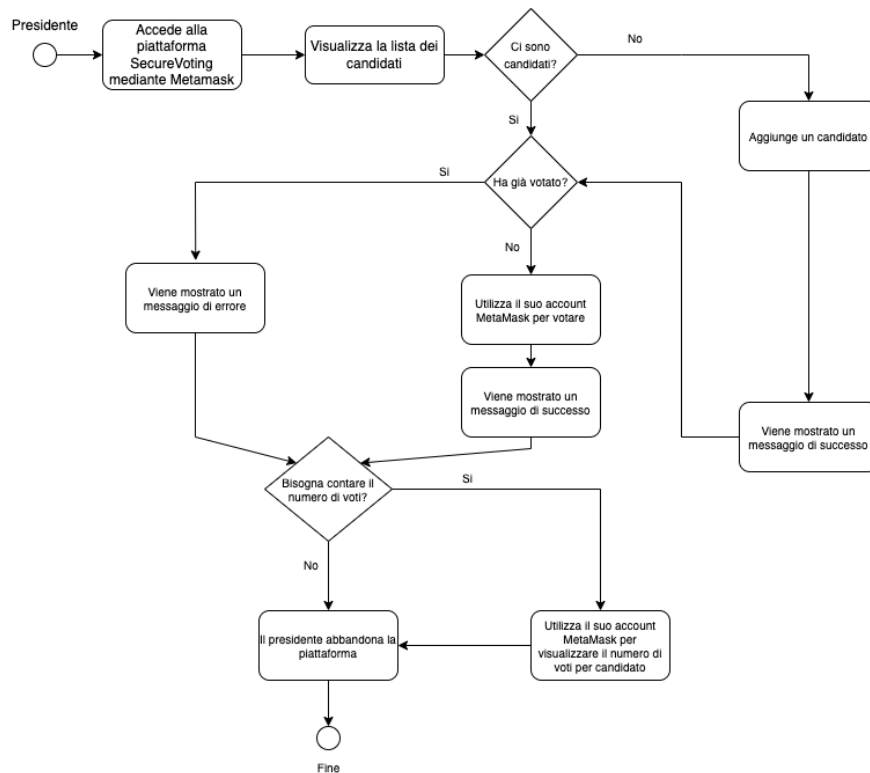 Presidente
Accede alla
piattaforma
SecureVoting
mediante Metamask
Visualizza la lista dei
candidati
Ci sono
candidati?
No
Si
Aggiunge un candidato
Ha già votato?
Si
No
Viene mostrato un
messaggio di errore
Utilizza il suo account
MetaMask per votare
Viene mostrato un
messaggio di successo
Viene mostrato un
messaggio di successo
Bisogna contare il
numero di voti?
Si
No
Il presidente abbandona la
piattaforma
Utilizza il suo account
MetaMask per
visualizzare il numero di
voti per candidato
Fine